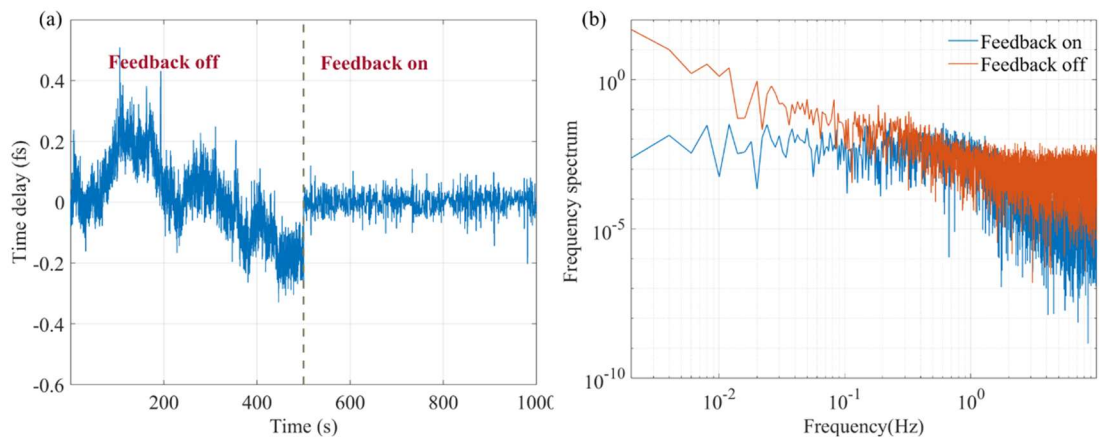 (a)
Feedback off
Feedback on
0.4
0.2
0
-0.2
-0.4
-0.6
Time delay (fs)
200
400
600
800
1000
Time (s)
(b)
Feedback on
Feedback off
10^0
10^-5
10^-10
Frequency spectrum
10^-2
10^-1
10^0
Frequency(Hz)